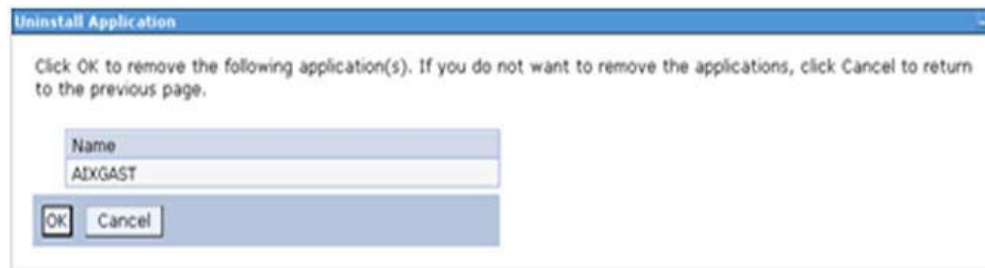 Uninstall Application
Click OK to remove the following application(s). If you do not want to remove the applications, click Cancel to return
to the previous page.
Name
AIXGAST
OK Cancel